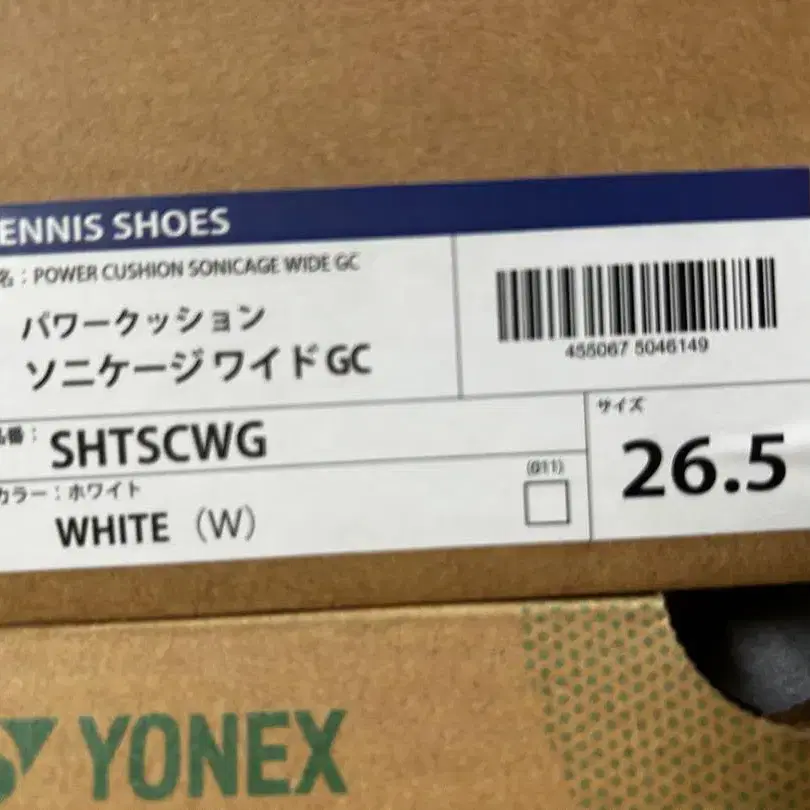 ENNIS SHOES
名：POWER CUSHION SONICAGE WIDE GC
パワークッション
ソニケージワイドGC
455067 5046149
品番：
SHTSCWG
サイズ
26.5
カラー：ホワイト
WHITE（W）
(011)
YONEX